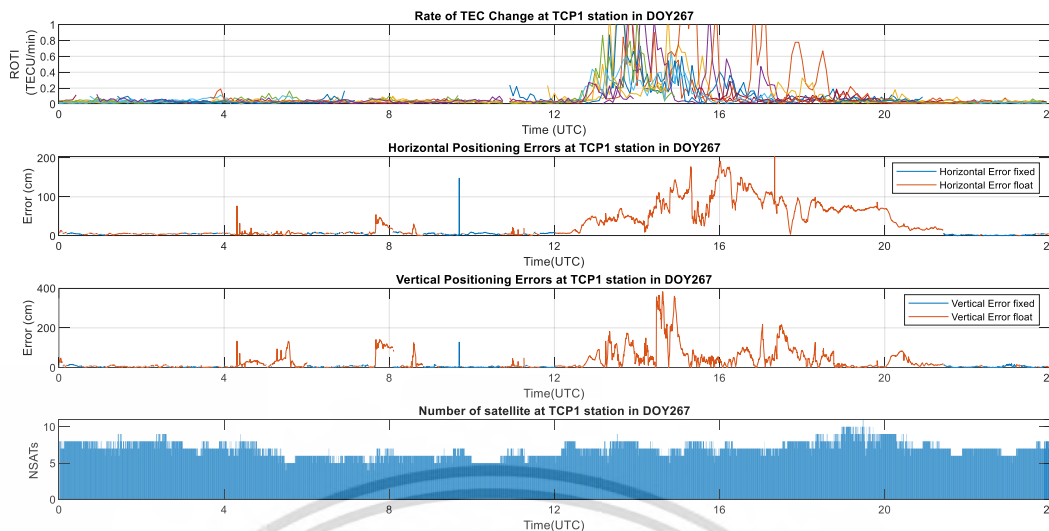 Rate of TEC Change at TCP1 station in DOY267
ROTI
(TECU/min)
1
0.8
0.6
0.4
0.2
0
0 4 8 12 16 20 2
Time (UTC)
Horizontal Positioning Errors at TCP1 station in DOY267
Error (cm)
200
100
0
Horizontal Error fixed
Horizontal Error float
0 4 8 12 16 20 2
Time(UTC)
Vertical Positioning Errors at TCP1 station in DOY267
Error (cm)
400
200
0
Vertical Error fixed
Vertical Error float
0 4 8 12 16 20 2
Time(UTC)
Number of satellite at TCP1 station in DOY267
NSATs
10
5
0
0 4 8 12 16 20 2
Time(UTC)